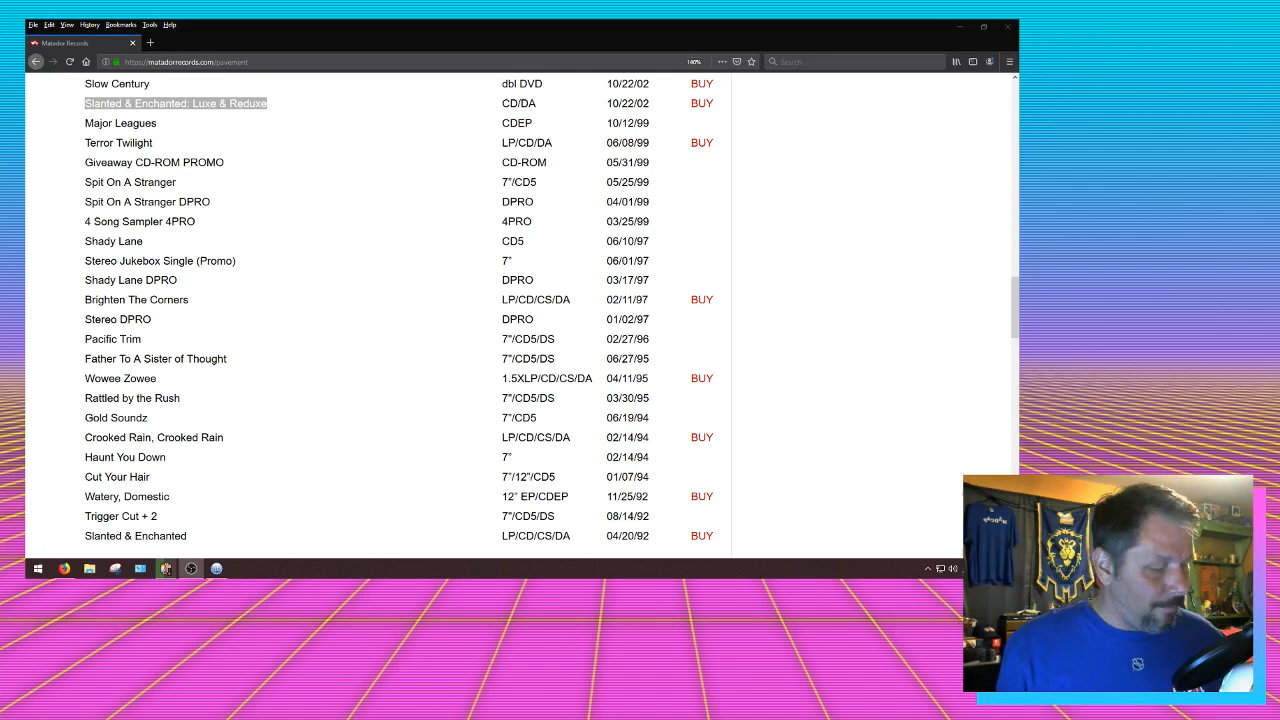 File Edit View History Bookmarks Tools Help
Matador Records
https://matadorrecords.com/pavement 140% Search
Slow Century dbl DVD 10/22/02 BUY
Slanted & Enchanted: Luxe & Reduxe CD/DA 10/22/02 BUY
Major Leagues CDEP 10/12/99
Terror Twilight LP/CD/DA 06/08/99 BUY
Giveaway CD-ROM PROMO CD-ROM 05/31/99
Spit On A Stranger 7"/CD5 05/25/99
Spit On A Stranger DPRO DPRO 04/01/99
4 Song Sampler 4PRO 4PRO 03/25/99
Shady Lane CD5 06/10/97
Stereo Jukebox Single (Promo) 7" 06/01/97
Shady Lane DPRO DPRO 03/17/97
Brighten The Corners LP/CD/CS/DA 02/11/97 BUY
Stereo DPRO DPRO 01/02/97
Pacific Trim 7"/CD5/DS 02/27/96
Father To A Sister of Thought 7"/CD5/DS 06/27/95
Wowee Zowee 1.5XLP/CD/CS/DA 04/11/95 BUY
Rattled by the Rush 7"/CD5/DS 03/30/95
Gold Soundz 7"/CD5 06/19/94
Crooked Rain, Crooked Rain LP/CD/CS/DA 02/14/94 BUY
Haunt You Down 7" 02/14/94
Cut Your Hair 7"/12"/CD5 01/07/94
Watery, Domestic 12" EP/CDEP 11/25/92 BUY
Trigger Cut + 2 7"/CD5/DS 08/14/92
Slanted & Enchanted LP/CD/CS/DA 04/20/92 BUY